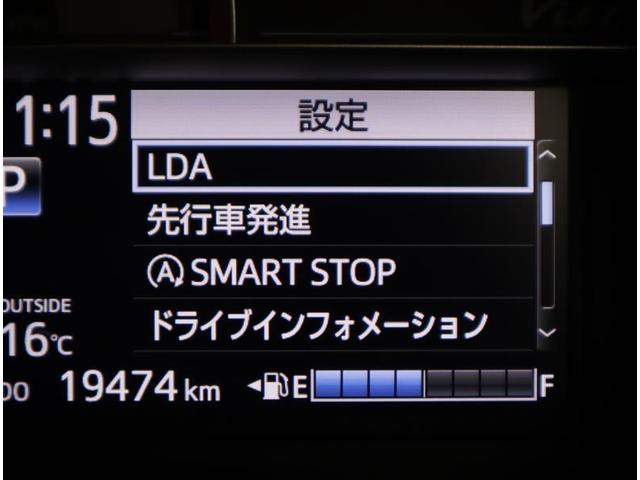 1:15
設定
LDA
P
先行車発進
SMART STOP
OUTSIDE
16℃
ドライブインフォメーション
19474 km
E F